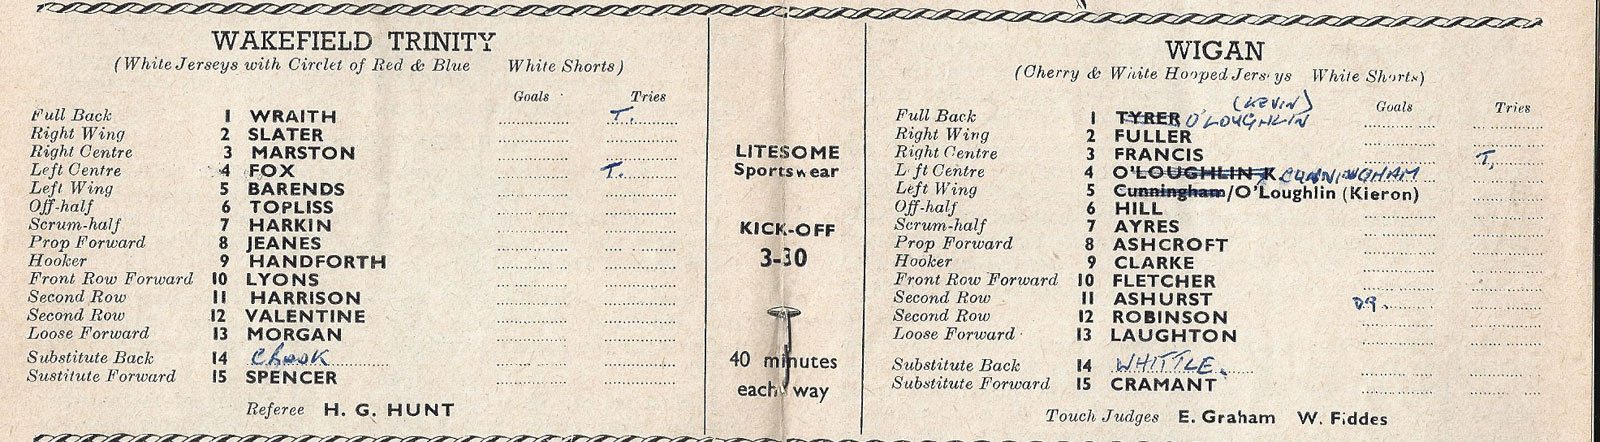 WAKEFIELD TRINITY
(White Jerseys with Circlet of Red & Blue White Shorts)
Goals Tries
Full Back 1 WRAITH T.
Right Wing 2 SLATER
Right Centre 3 MARSTON
Left Centre 4 FOX T.
Left Wing 5 BARENDS
Off-half 6 TOPLISS
Scrum-half 7 HARKIN
Prop Forward 8 JEANES
Hooker 9 HANDFORTH
Front Row Forward 10 LYONS
Second Row 11 HARRISON
Second Row 12 VALENTINE
Loose Forward 13 MORGAN
Substitute Back 14
Sustitute Forward 15 SPENCER
Referee H. G. HUNT
LITESOME
Sportswear
KICK-OFF
3-30
40 minutes
each way
WIGAN
(Cherry & White Hooped Jerseys White Shorts)
Goals Tries
(KEVIN)
Full Back 1 TYRER O'LOUGHLIN
Right Wing 2 FULLER
Right Centre 3 FRANCIS T.
Left Centre 4 O'LOUGHLIN K CUNNINGHAM
Left Wing 5 Cunningham/O'Loughlin (Kieron)
Off-half 6 HILL
Scrum-half 7 AYRES
Prop Forward 8 ASHCROFT
Hooker 9 CLARKE
Front Row Forward 10 FLETCHER
Second Row 11 ASHURST D.G.
Second Row 12 ROBINSON
Loose Forward 13 LAUGHTON
Substitute Back 14 WHITTLE.
Substitute Forward 15 CRAMANT
Touch Judges E. Graham W. Fiddes